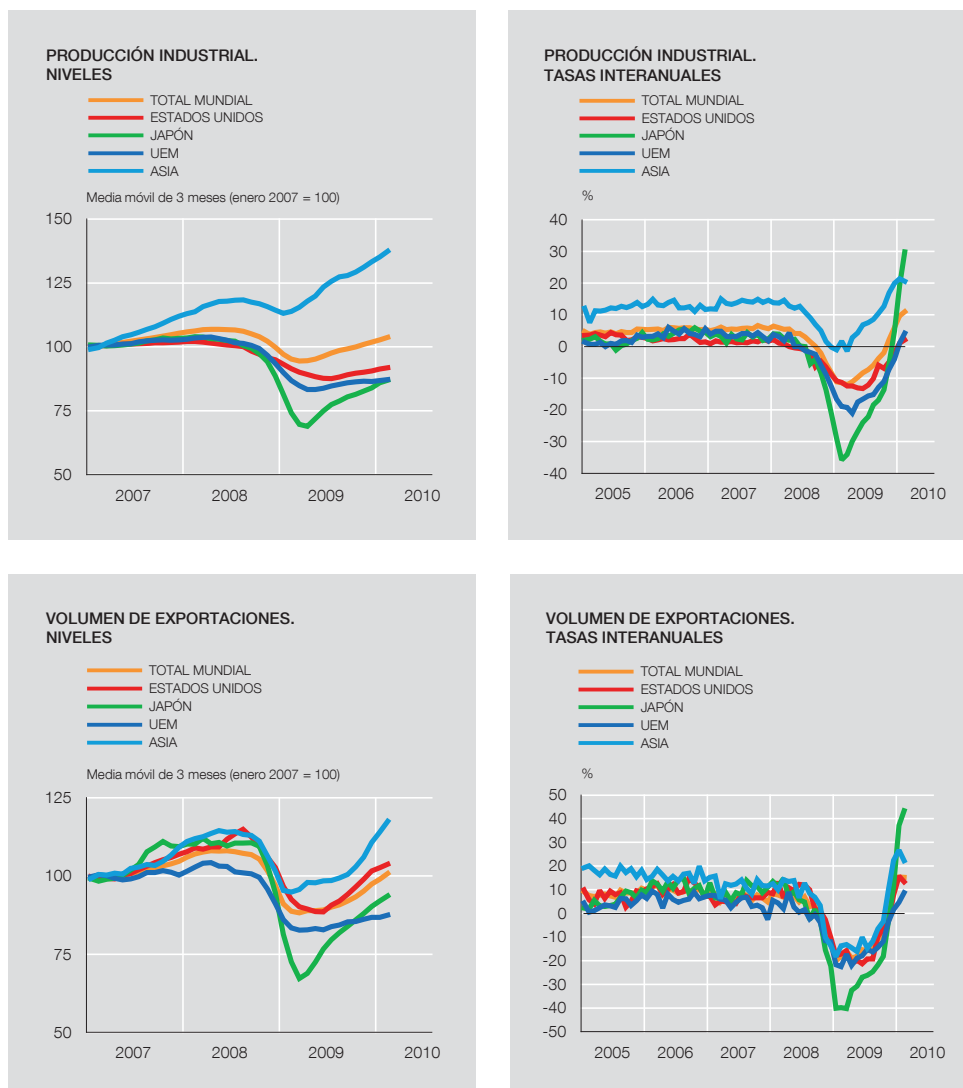 PRODUCCIÓN INDUSTRIAL.
NIVELES
TOTAL MUNDIAL
ESTADOS UNIDOS
JAPÓN
UEM
ASIA
Media móvil de 3 meses (enero 2007 = 100)
150
125
100
75
50
2007 2008 2009 2010
PRODUCCIÓN INDUSTRIAL.
TASAS INTERANUALES
TOTAL MUNDIAL
ESTADOS UNIDOS
JAPÓN
UEM
ASIA
%
40
30
20
10
0
-10
-20
-30
-40
2005 2006 2007 2008 2009 2010
VOLUMEN DE EXPORTACIONES.
NIVELES
TOTAL MUNDIAL
ESTADOS UNIDOS
JAPÓN
UEM
ASIA
Media móvil de 3 meses (enero 2007 = 100)
125
100
75
50
2007 2008 2009 2010
VOLUMEN DE EXPORTACIONES.
TASAS INTERANUALES
TOTAL MUNDIAL
ESTADOS UNIDOS
JAPÓN
UEM
ASIA
%
50
40
30
20
10
0
-10
-20
-30
-40
-50
2005 2006 2007 2008 2009 2010